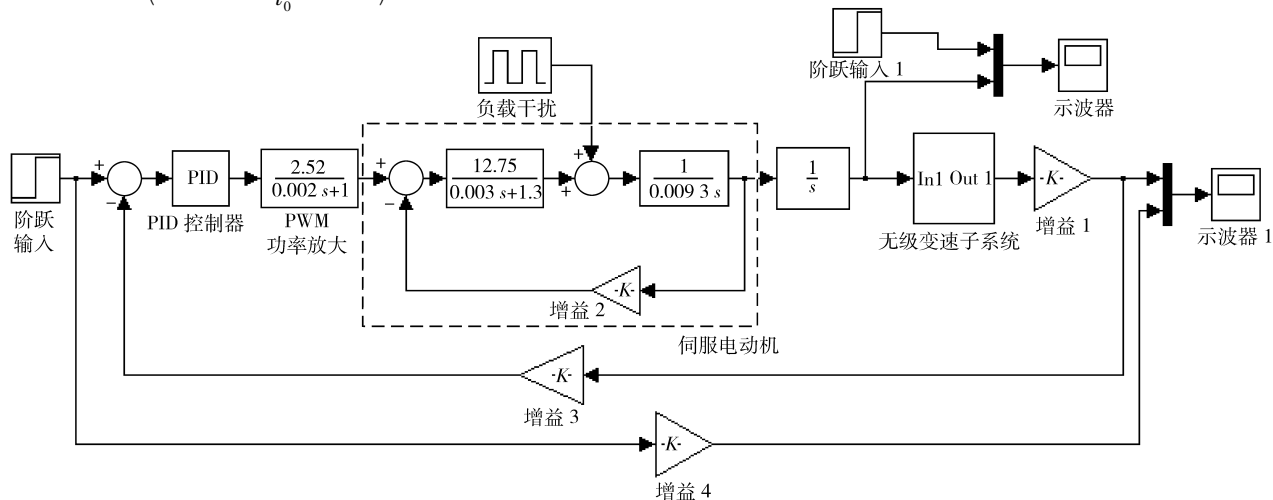 t₀
阶跃输入 1
示波器
负载干扰
+
−
PID
PID 控制器
2.52
0.002 s+1
PWM
功率放大
+
−
12.75
0.003 s+1.3
+
+
1
0.009 3 s
1
s
In1 Out 1
无级变速子系统
-K-
增益 1
示波器 1
阶跃
输入
-K-
增益 2
伺服电动机
-K-
增益 3
-K-
增益 4